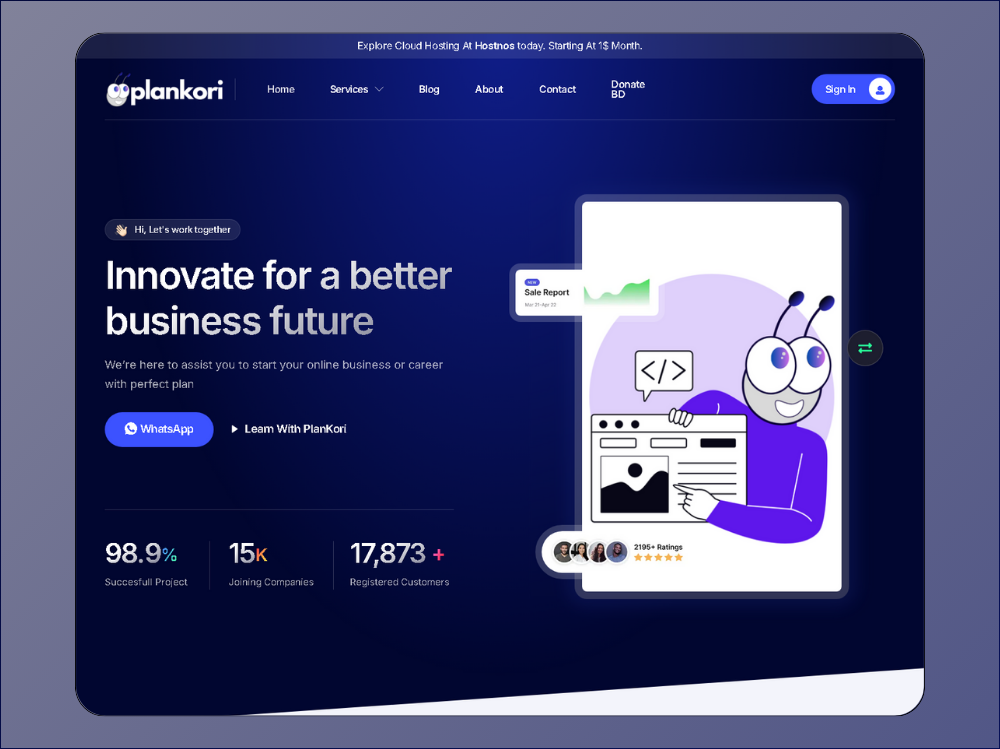 Explore Cloud Hosting At Hostnos today. Starting At 1$ Month.
plankori
Home
Services
Blog
About
Contact
Donate
BD
Sign In
Hi, Let's work together
Innovate for a better
business future
We're here to assist you to start your online business or career
with perfect plan
WhatsApp
Learn With PlanKori
98.9%
Succesfull Project
15K
Joining Companies
17,873 +
Registered Customers
NEW
Sale Report
Mar 21-Apr 22
</>
2195+ Ratings